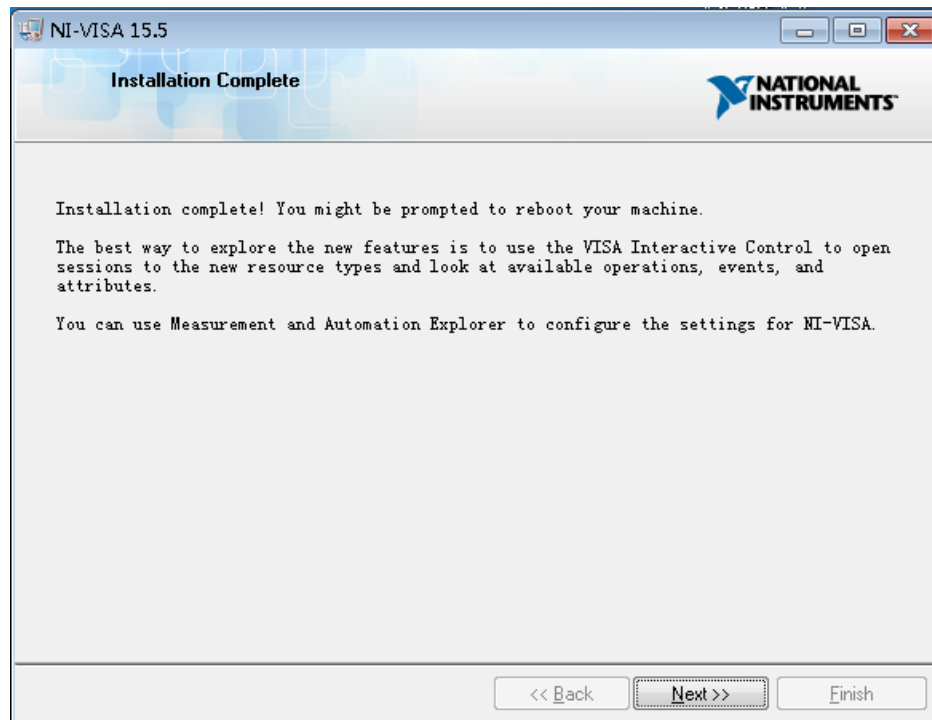 NI-VISA 15.5
Installation Complete
NATIONAL
INSTRUMENTS™
Installation complete! You might be prompted to reboot your machine.
The best way to explore the new features is to use the VISA Interactive Control to open
sessions to the new resource types and look at available operations, events, and
attributes.
You can use Measurement and Automation Explorer to configure the settings for NI-VISA.
<< Back
Next >>
Finish